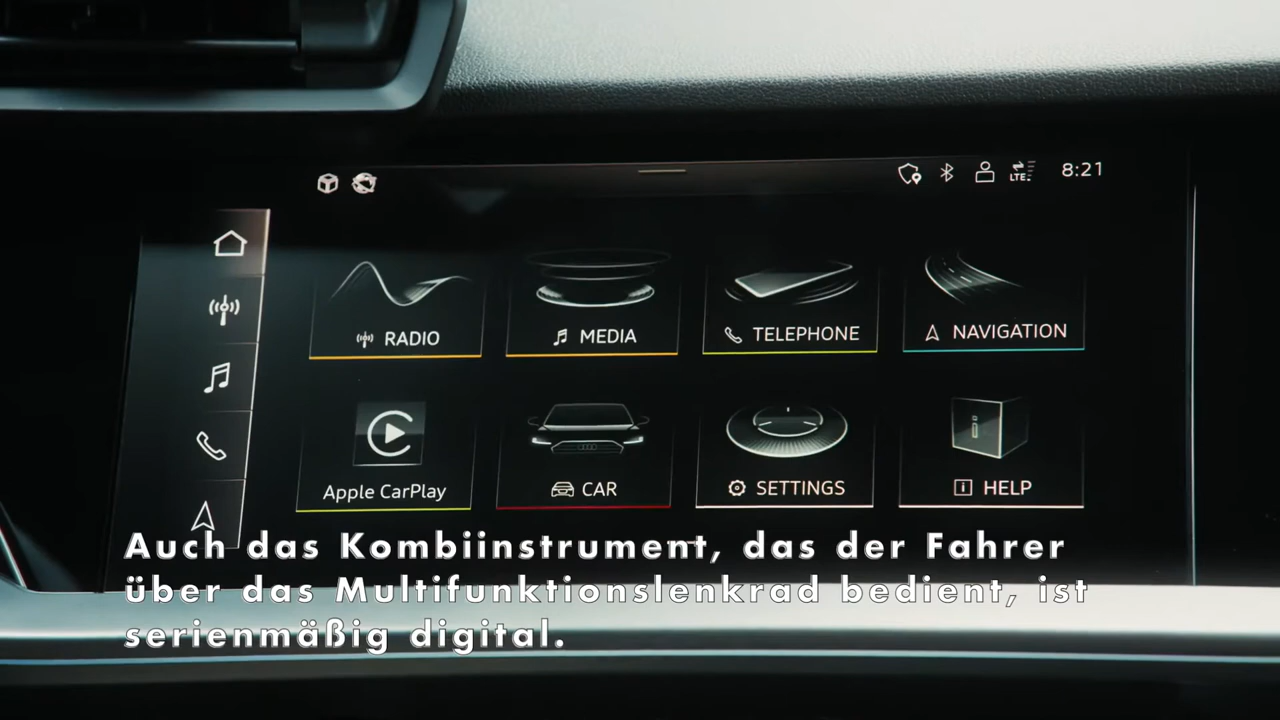 LTE 8:21
RADIO MEDIA TELEPHONE NAVIGATION
Apple CarPlay CAR SETTINGS HELP
Auch das Kombiinstrument, das der Fahrer
über das Multifunktionslenkrad bedient, ist
serienmäßig digital.